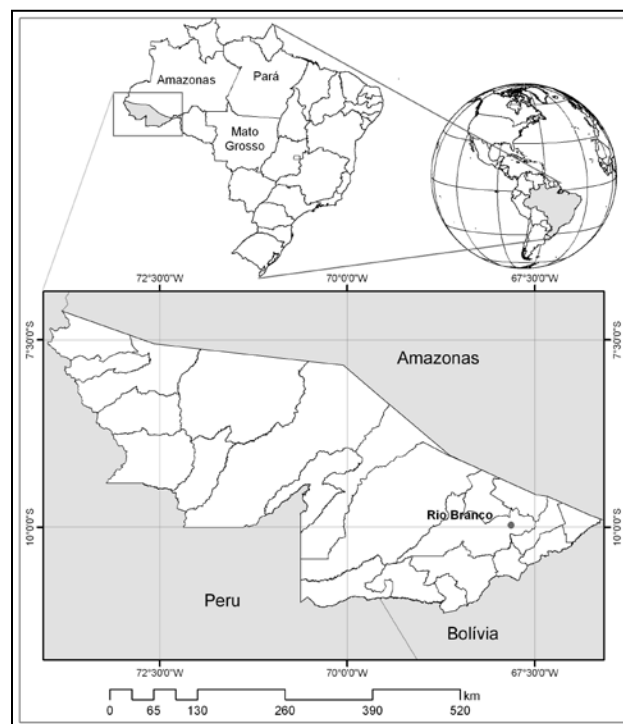 Amazonas
Pará
Mato
Grosso
72°30'0"W
70°0'0"W
67°30'0"W
7°30'0"S
7°30'0"S
Amazonas
Rio Branco
10°0'0"S
10°0'0"S
Peru
Bolívia
72°30'0"W
70°0'0"W
67°30'0"W
km
0 65 130 260 390 520